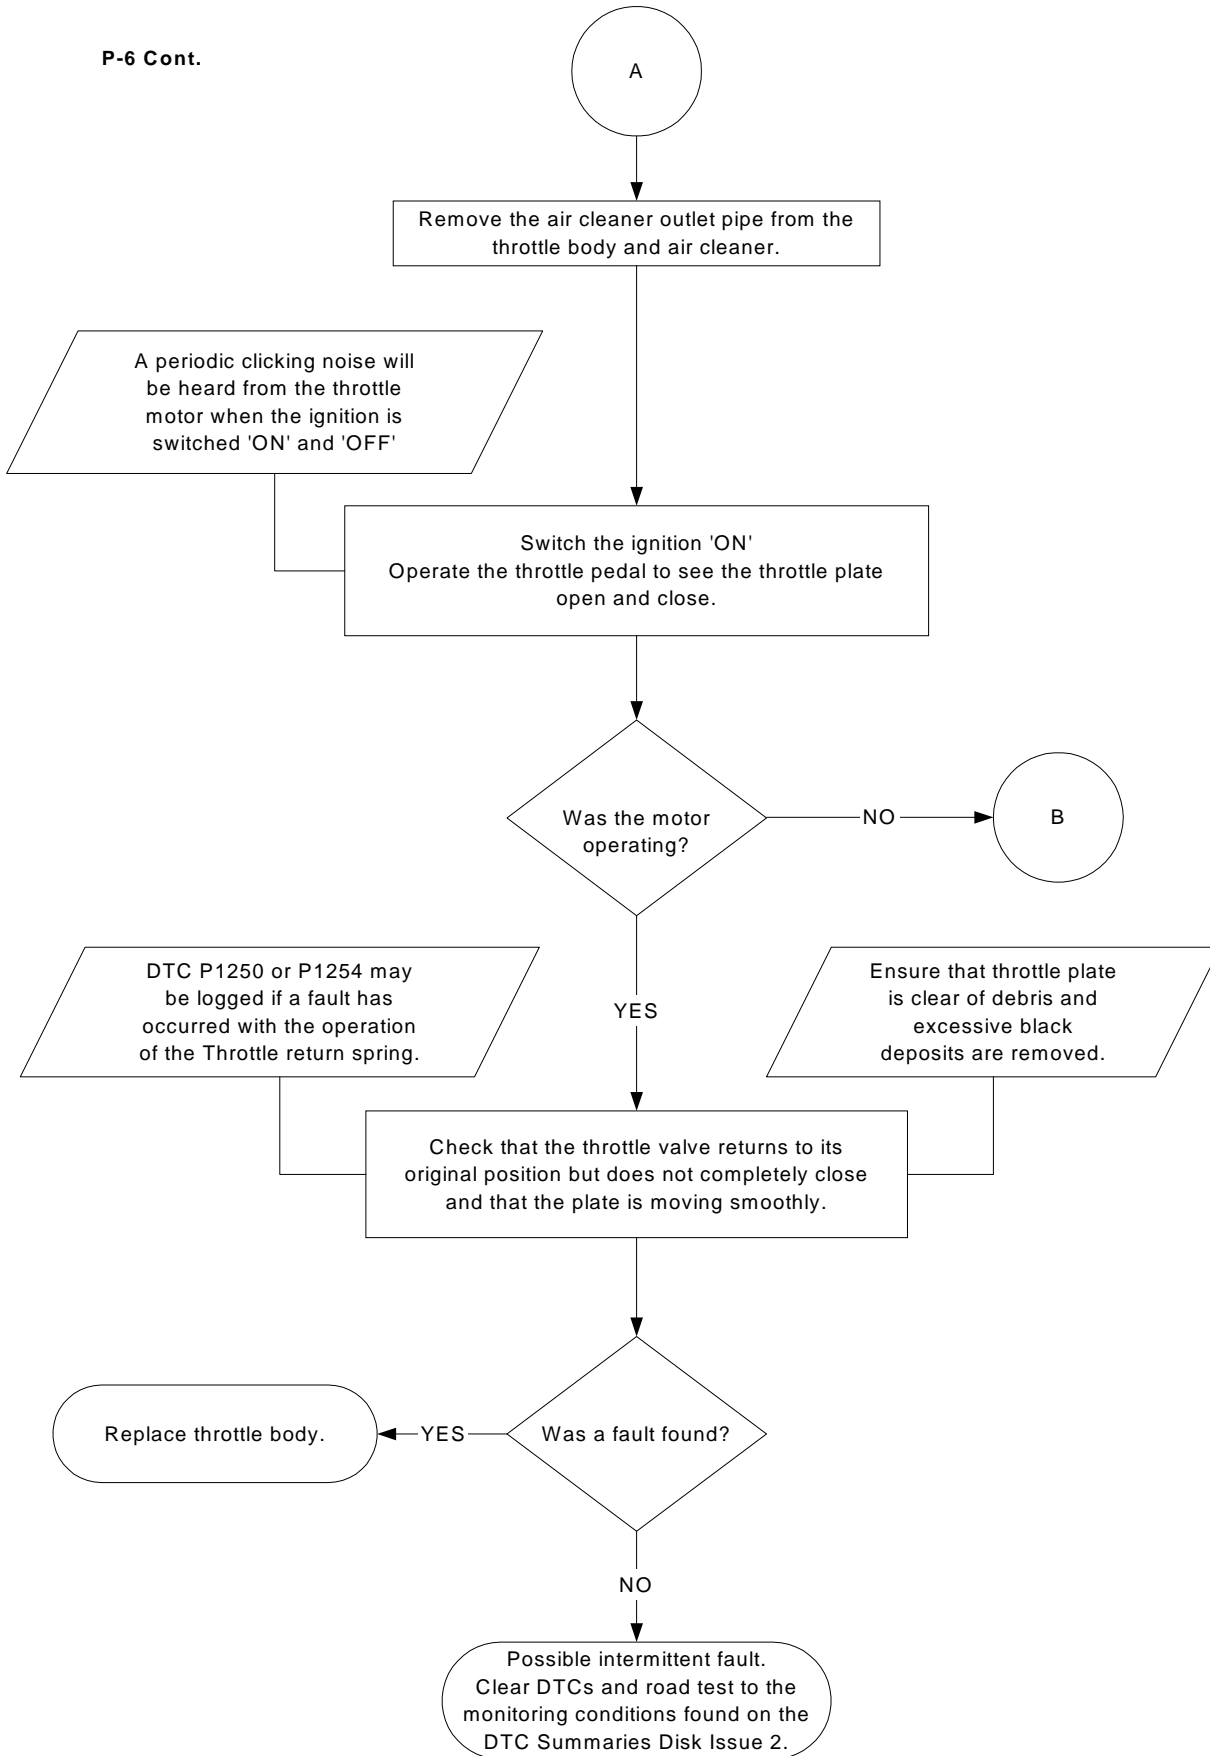 P-6 Cont.
A
Remove the air cleaner outlet pipe from the
throttle body and air cleaner.
A periodic clicking noise will
be heard from the throttle
motor when the ignition is
switched 'ON' and 'OFF'
Switch the ignition 'ON'
Operate the throttle pedal to see the throttle plate
open and close.
Was the motor
operating?
NO
B
DTC P1250 or P1254 may
be logged if a fault has
occurred with the operation
of the Throttle return spring.
YES
Ensure that throttle plate
is clear of debris and
excessive black
deposits are removed.
Check that the throttle valve returns to its
original position but does not completely close
and that the plate is moving smoothly.
Replace throttle body.
YES
Was a fault found?
NO
Possible intermittent fault.
Clear DTCs and road test to the
monitoring conditions found on the
DTC Summaries Disk Issue 2.